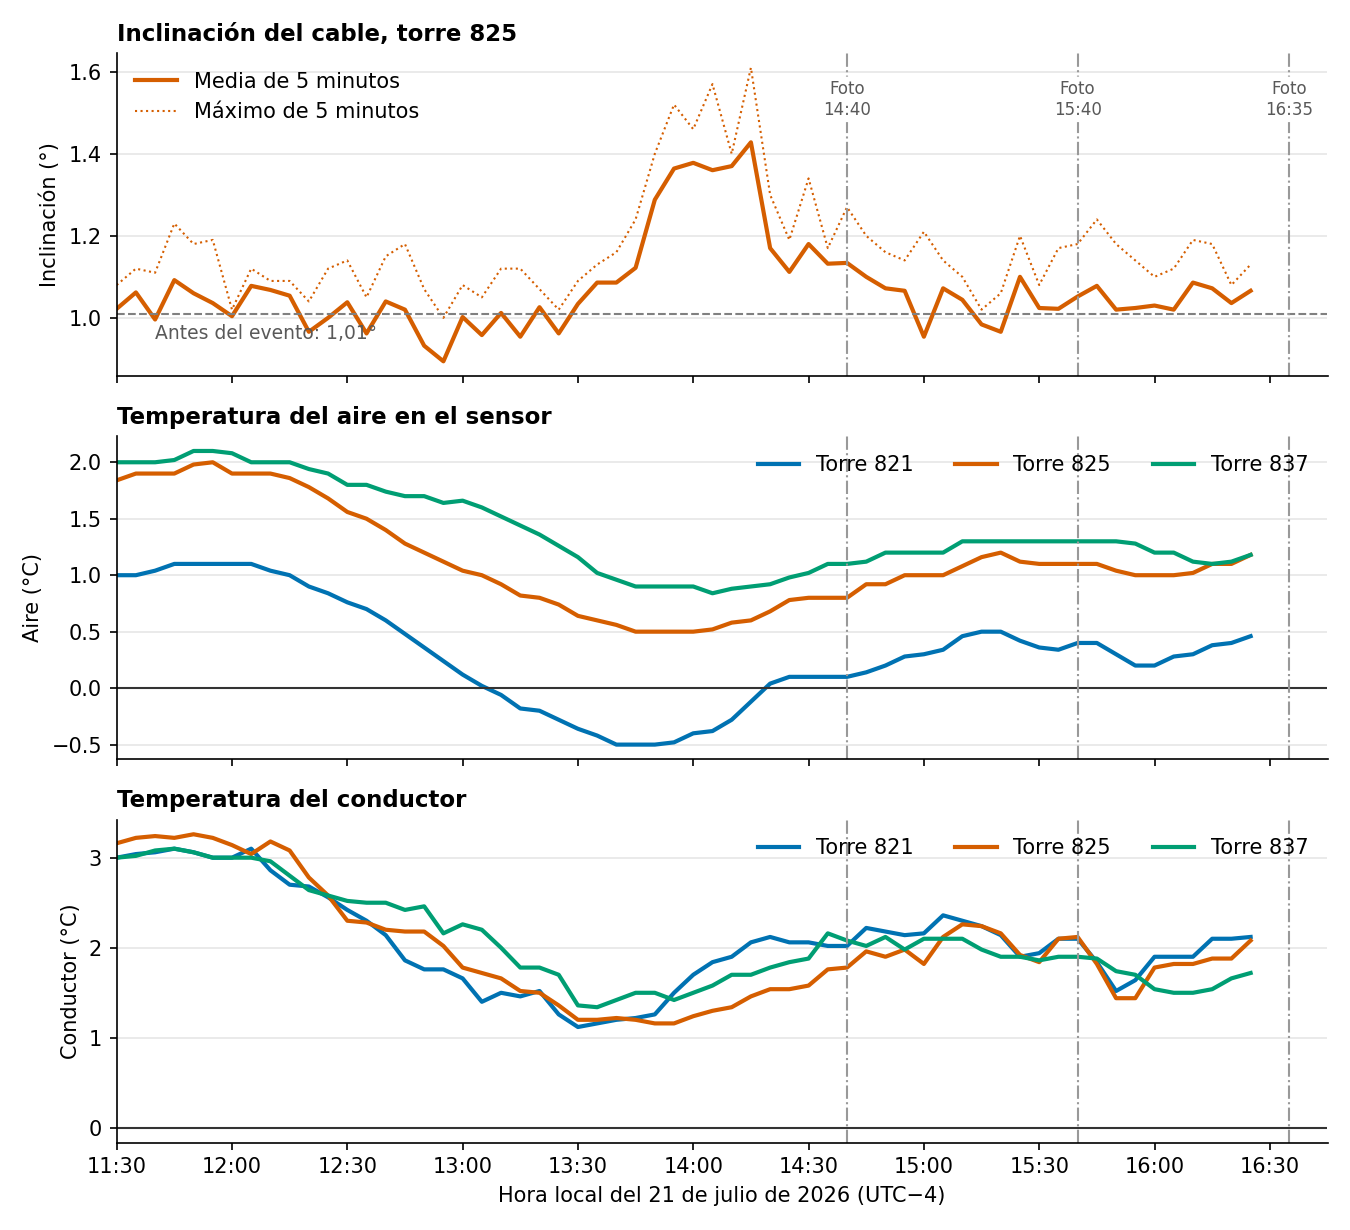 Inclinación del cable, torre 825
Media de 5 minutos
Máximo de 5 minutos
Foto
14:40
Foto
15:40
Foto
16:35
Inclinación (°)
1.6
1.4
1.2
1.0
Antes del evento: 1,01°
Temperatura del aire en el sensor
Torre 821
Torre 825
Torre 837
Aire (°C)
2.0
1.5
1.0
0.5
0.0
−0.5
Temperatura del conductor
Torre 821
Torre 825
Torre 837
Conductor (°C)
3
2
1
0
11:30 12:00 12:30 13:00 13:30 14:00 14:30 15:00 15:30 16:00 16:30
Hora local del 21 de julio de 2026 (UTC−4)